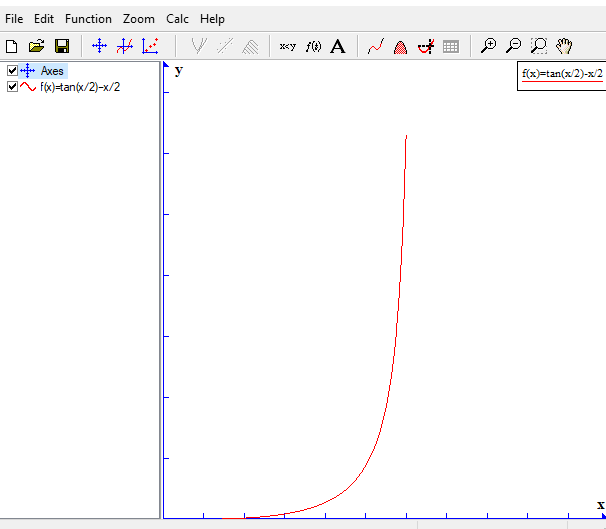 File Edit Function Zoom Calc Help
x<y f(t) A
Axes
f(x)=tan(x/2)-x/2
y
f(x)=tan(x/2)-x/2
x